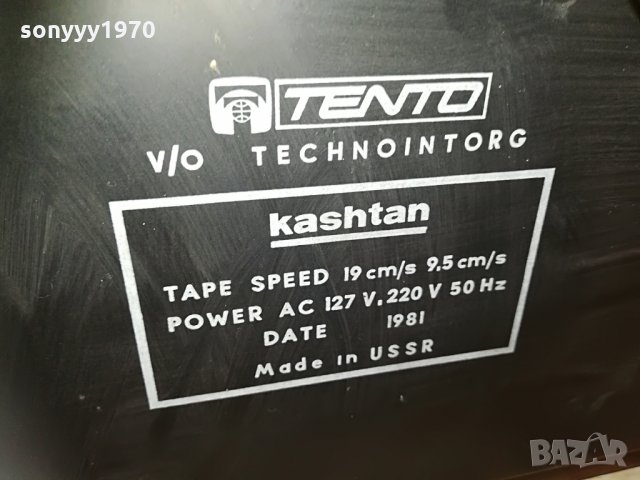 sonyyy1970
TENTO
V/O TECHNOINTORG
kashtan
TAPE SPEED 19 cm/s 9.5 cm/s
POWER AC 127 V. 220 V 50 Hz
DATE 1981
Made in USSR
BAZAR